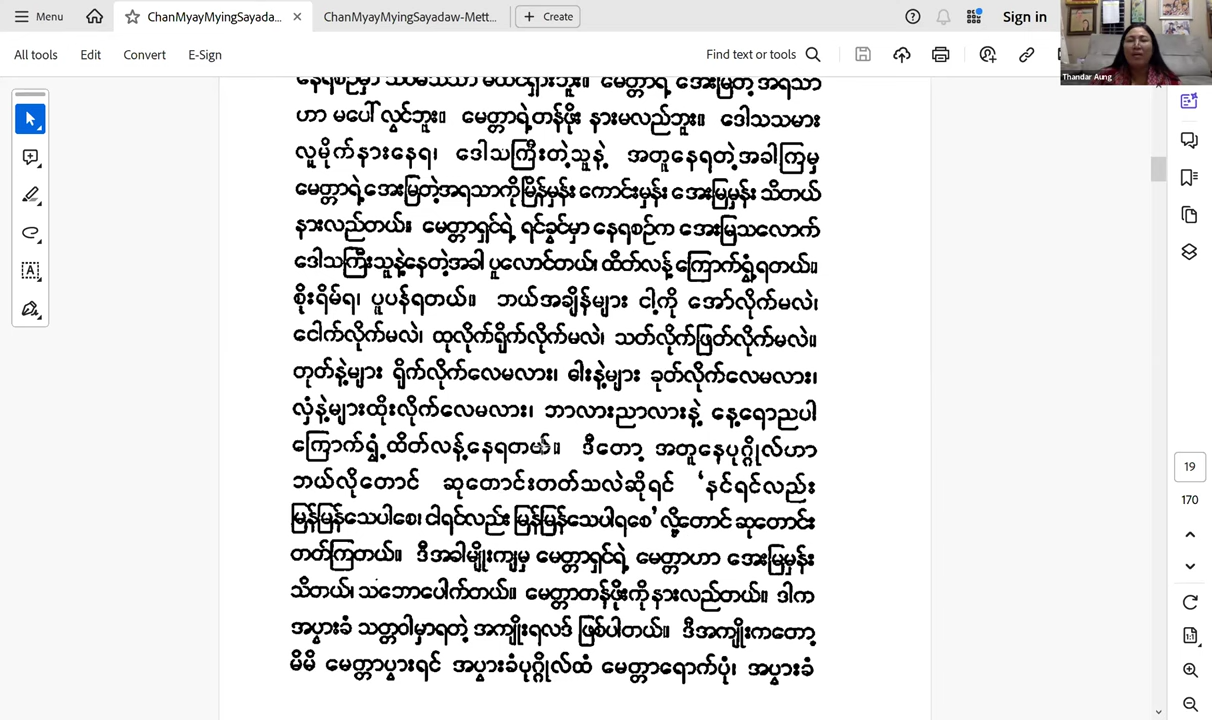 Menu
ChanMyayMyingSayada...
ChanMyayMyingSayadaw-Mett...
Create
Sign in
All tools
Edit
Convert
E-Sign
Find text or tools
Thandar Aung
မေတ္တာရဲ့ အေးမြတဲ့ အရသာ
ဟာ မပေါ်လွင်ဘူး။ မေတ္တာရဲ့တန်ဖိုး နားမလည်ဘူး။ ဒေါသသမား
လူမိုက်နားနေရ၊ ဒေါသကြီးတဲ့သူနဲ့ အတူနေရတဲ့အခါကြမှ
မေတ္တာရဲ့အေးမြတဲ့အရသာကိုမြိန်မှန်း ကောင်းမှန်း အေးမြမှန်း သိတယ်
နားလည်တယ်။ မေတ္တာရှင်ရဲ့ ရင်ခွင်မှာ နေရစဉ်က အေးမြသလောက်
ဒေါသကြီးသူနဲ့နေတဲ့အခါ ပူလောင်တယ်၊ ထိတ်လန့်ကြောက်ရွံ့ရတယ်။
စိုးရိမ်ရ၊ ပူပန်ရတယ်။ ဘယ်အချိန်များ ငါ့ကို အော်လိုက်မလဲ၊
ငေါက်လိုက်မလဲ၊ ထုလိုက်ရိုက်လိုက်မလဲ၊ သတ်လိုက်ဖြတ်လိုက်မလဲ။
တုတ်နဲ့များ ရိုက်လိုက်လေမလား၊ ဓါးနဲ့များ ခုတ်လိုက်လေမလား၊
လှံနဲ့များထိုးလိုက်လေမလား၊ ဘာလားညာလားနဲ့ နေ့ရောညပါ
ကြောက်ရွံ့ထိတ်လန့်နေရတယ်။ ဒီတော့ အတူနေပုဂ္ဂိုလ်ဟာ
ဘယ်လိုတောင် ဆုတောင်းတတ်သလဲဆိုရင် ‘နင်ရင်လည်း
မြန်မြန်သေပါစေ၊ ငါရင်လည်း မြန်မြန်သေပါရစေ’ လို့တောင် ဆုတောင်း
တတ်ကြတယ်။ ဒီအခါမျိုးကျမှ မေတ္တာရှင်ရဲ့ မေတ္တာဟာ အေးမြမှန်း
သိတယ်၊ သဘောပေါက်တယ်။ မေတ္တာတန်ဖိုးကိုနားလည်တယ်။ ဒါက
အပွားခံ သတ္တဝါမှာရတဲ့ အကျိုးရလဒ် ဖြစ်ပါတယ်။ ဒီအကျိုးကတော့
မိမိ မေတ္တာပွားရင် အပွားခံပုဂ္ဂိုလ်ထံ မေတ္တာရောက်ပုံ၊ အပွားခံ
19
170